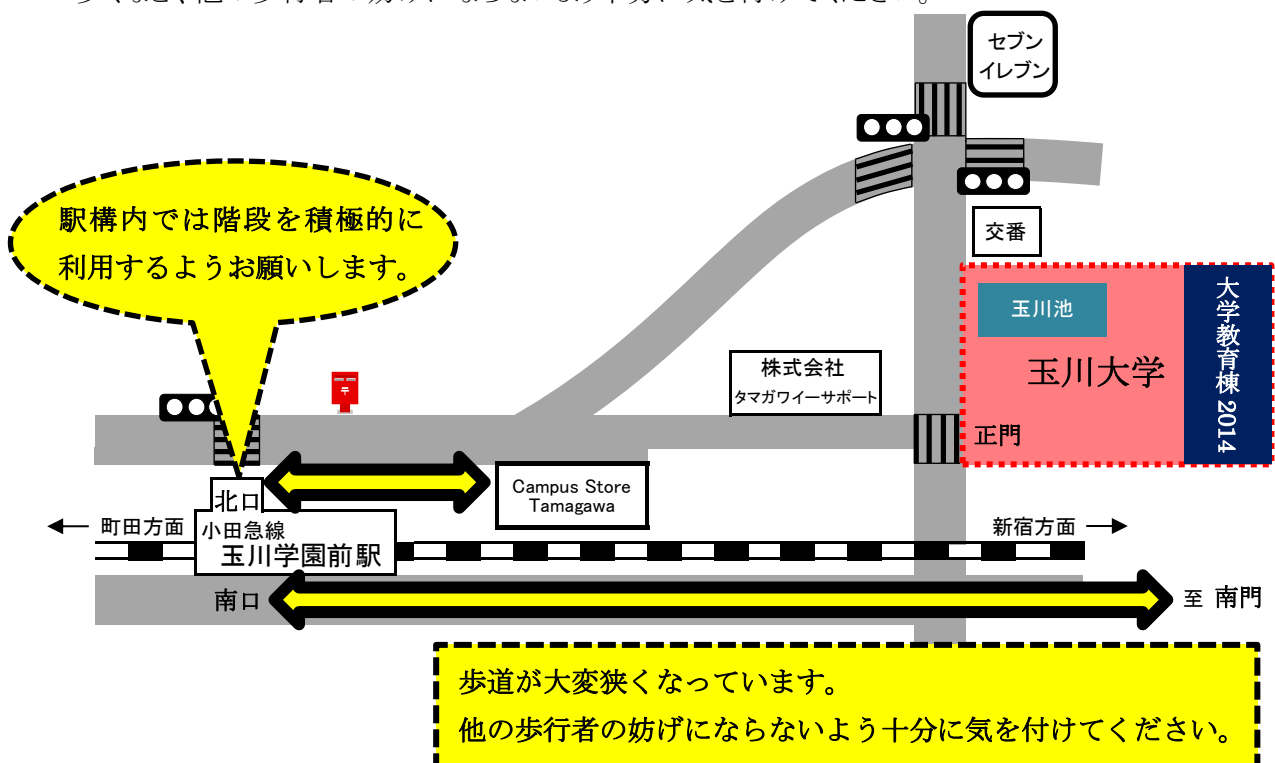 セブン
イレブン
駅構内では階段を積極的に
利用するようお願いします。
交番
玉川池
玉川大学
大学教育棟 2014
株式会社
タマガワイーサポート
〒
正門
Campus Store
Tamagawa
北口
← 町田方面
小田急線
玉川学園前駅
新宿方面 →
南口
至 南門
歩道が大変狭くなっています。
他の歩行者の妨げにならないよう十分に気を付けてください。